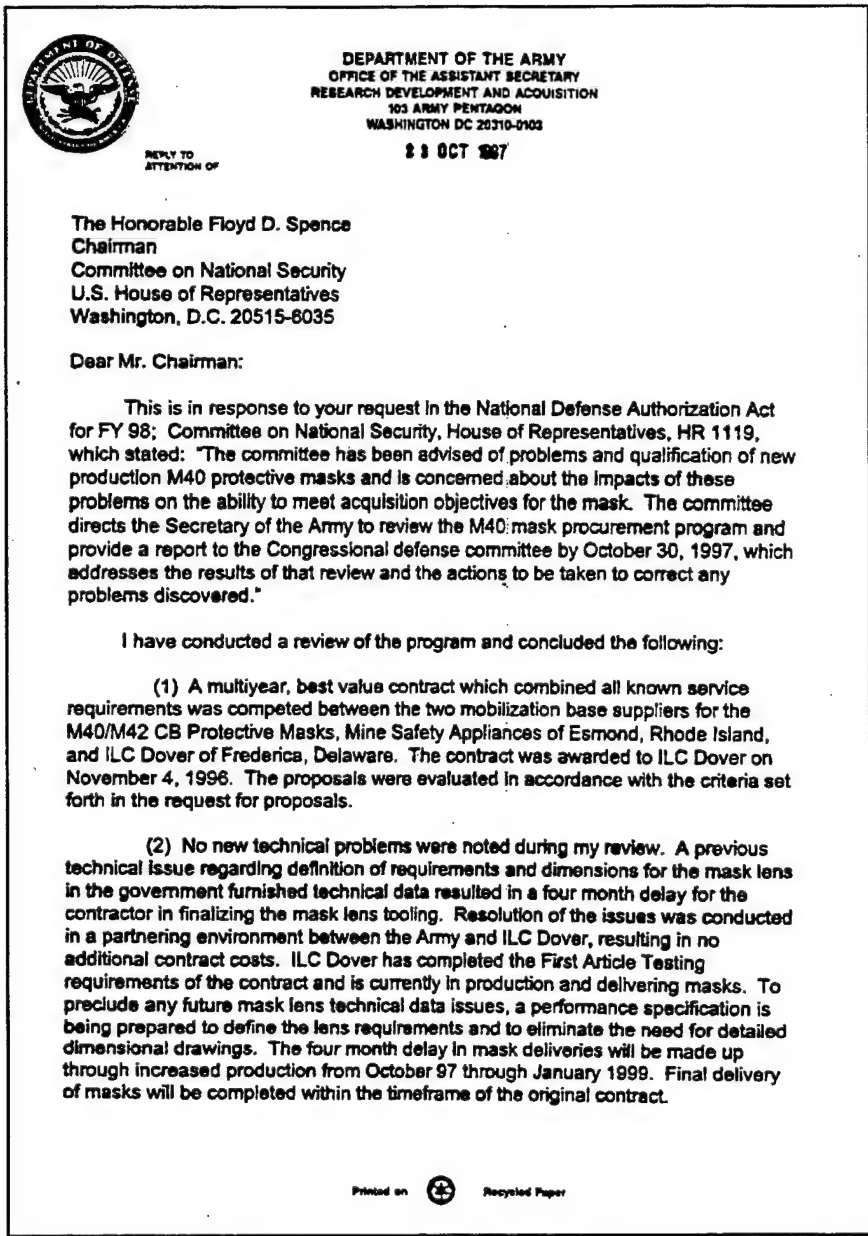 DEPARTMENT OF THE ARMY
OFFICE OF THE ASSISTANT SECRETARY
RESEARCH DEVELOPMENT AND ACQUISITION
103 ARMY PENTAGON
WASHINGTON DC 20310-0103
REPLY TO
ATTENTION OF
OCT
The Honorable Floyd D. Spence
Chairman
Committee on National Security
U.S. House of Representatives
Washington, D.C. 20515-6035
Dear Mr. Chairman:
This is in response to your request in the National Defense Authorization Act
for FY 98; Committee on National Security, House of Representatives, HR 1119,
which stated: "The committee has been advised of problems and qualification of new
production M40 protective masks and is concerned about the impacts of these
problems on the ability to meet acquisition objectives for the mask. The committee
directs the Secretary of the Army to review the M40 mask procurement program and
provide a report to the Congressional defense committee by October 30, 1997, which
addresses the results of that review and the actions to be taken to correct any
problems discovered."
I have conducted a review of the program and concluded the following:
(1) A multiyear, best value contract which combined all known service
requirements was competed between the two mobilization base suppliers for the
M40/M42 CB Protective Masks, Mine Safety Appliances of Esmond, Rhode Island,
and ILC Dover of Frederica, Delaware. The contract was awarded to ILC Dover on
November 4, 1996. The proposals were evaluated in accordance with the criteria set
forth in the request for proposals.
(2) No new technical problems were noted during my review. A previous
technical issue regarding definition of requirements and dimensions for the mask lens
in the government furnished technical data resulted in a four month delay for the
contractor in finalizing the mask lens tooling. Resolution of the issues was conducted
in a partnering environment between the Army and ILC Dover, resulting in no
additional contract costs. ILC Dover has completed the First Article Testing
requirements of the contract and is currently in production and delivering masks. To
preclude any future mask lens technical data issues, a performance specification is
being prepared to define the lens requirements and to eliminate the need for detailed
dimensional drawings. The four month delay in mask deliveries will be made up
through increased production from October 97 through January 1999. Final delivery
of masks will be completed within the timeframe of the original contract.
Printed on Recycled Paper